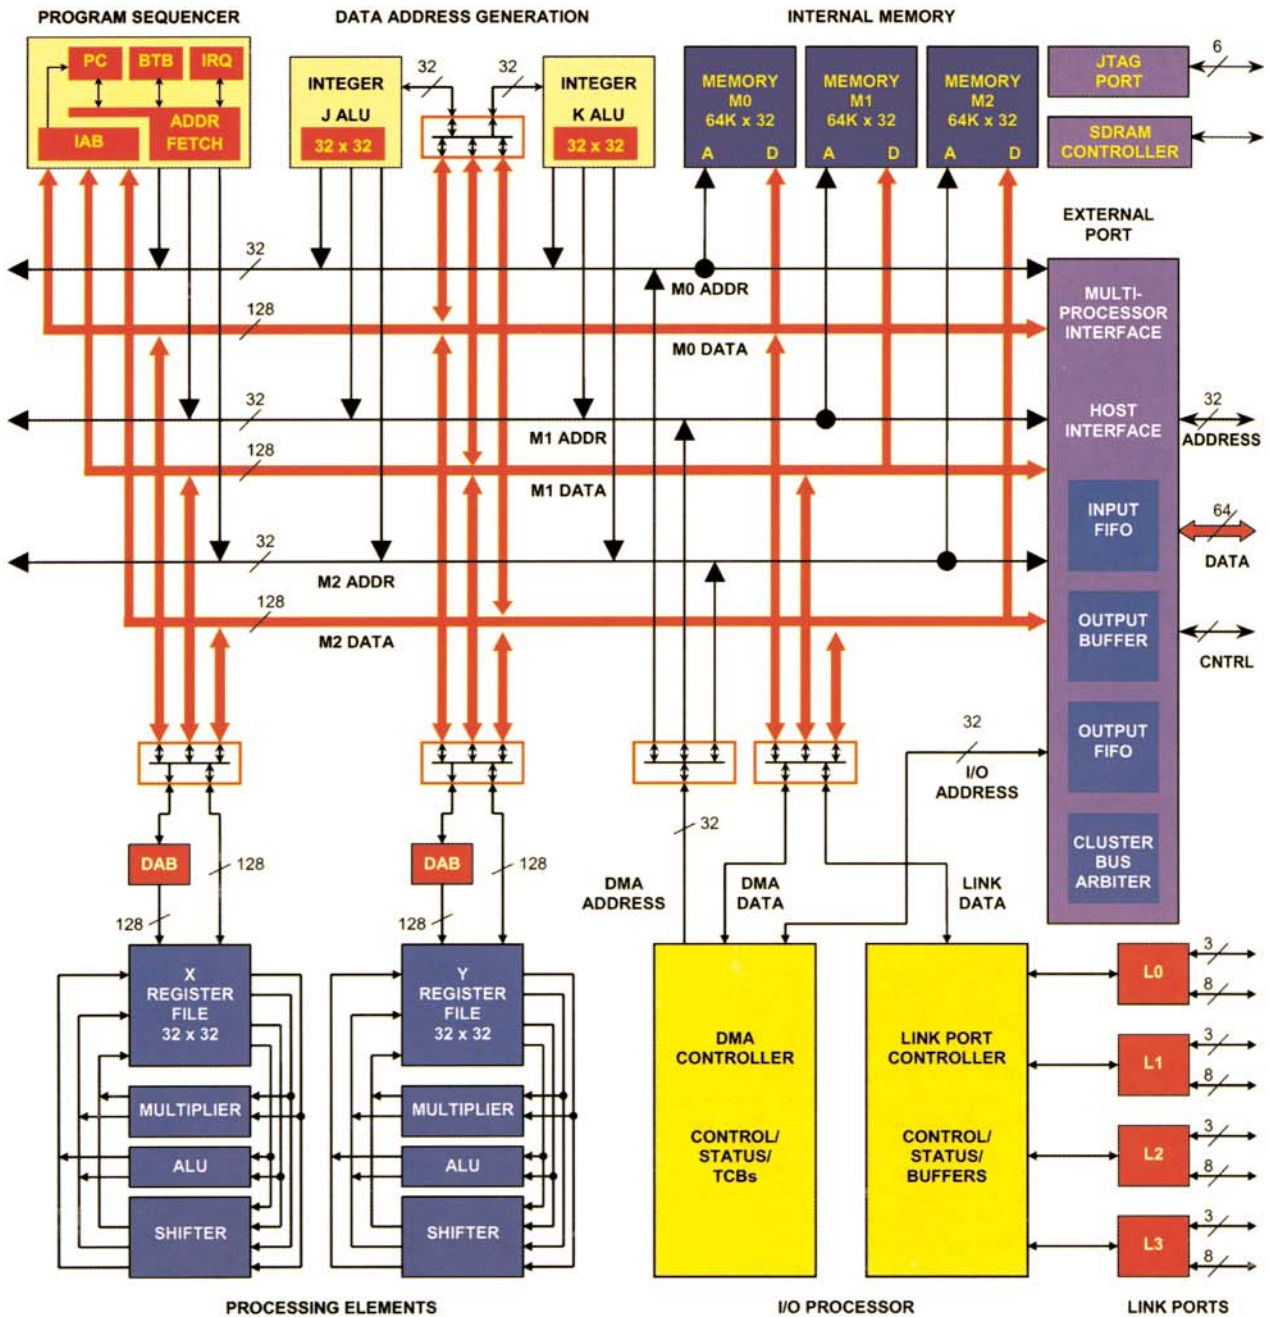 PROGRAM SEQUENCER
DATA ADDRESS GENERATION
INTERNAL MEMORY
PC
BTB
IRQ
IAB
ADDR
FETCH
INTEGER
J ALU
32 x 32
32
32
INTEGER
K ALU
32 x 32
MEMORY
M0
64K x 32
A D
MEMORY
M1
64K x 32
A D
MEMORY
M2
64K x 32
A D
JTAG
PORT
6
SDRAM
CONTROLLER
EXTERNAL
PORT
32
M0 ADDR
128
M0 DATA
32
M1 ADDR
128
M1 DATA
32
M2 ADDR
128
M2 DATA
MULTI-
PROCESSOR
INTERFACE
HOST
INTERFACE
32
ADDRESS
INPUT
FIFO
64
DATA
OUTPUT
BUFFER
CNTRL
OUTPUT
FIFO
CLUSTER
BUS
ARBITER
32
I/O
ADDRESS
32
DMA
ADDRESS
DMA
DATA
LINK
DATA
DAB
128
128
DAB
128
128
X
REGISTER
FILE
32 x 32
MULTIPLIER
ALU
SHIFTER
Y
REGISTER
FILE
32 x 32
MULTIPLIER
ALU
SHIFTER
DMA
CONTROLLER
CONTROL/
STATUS/
TCBs
LINK PORT
CONTROLLER
CONTROL/
STATUS/
BUFFERS
L0
3
8
L1
3
8
L2
3
8
L3
3
8
PROCESSING ELEMENTS
I/O PROCESSOR
LINK PORTS